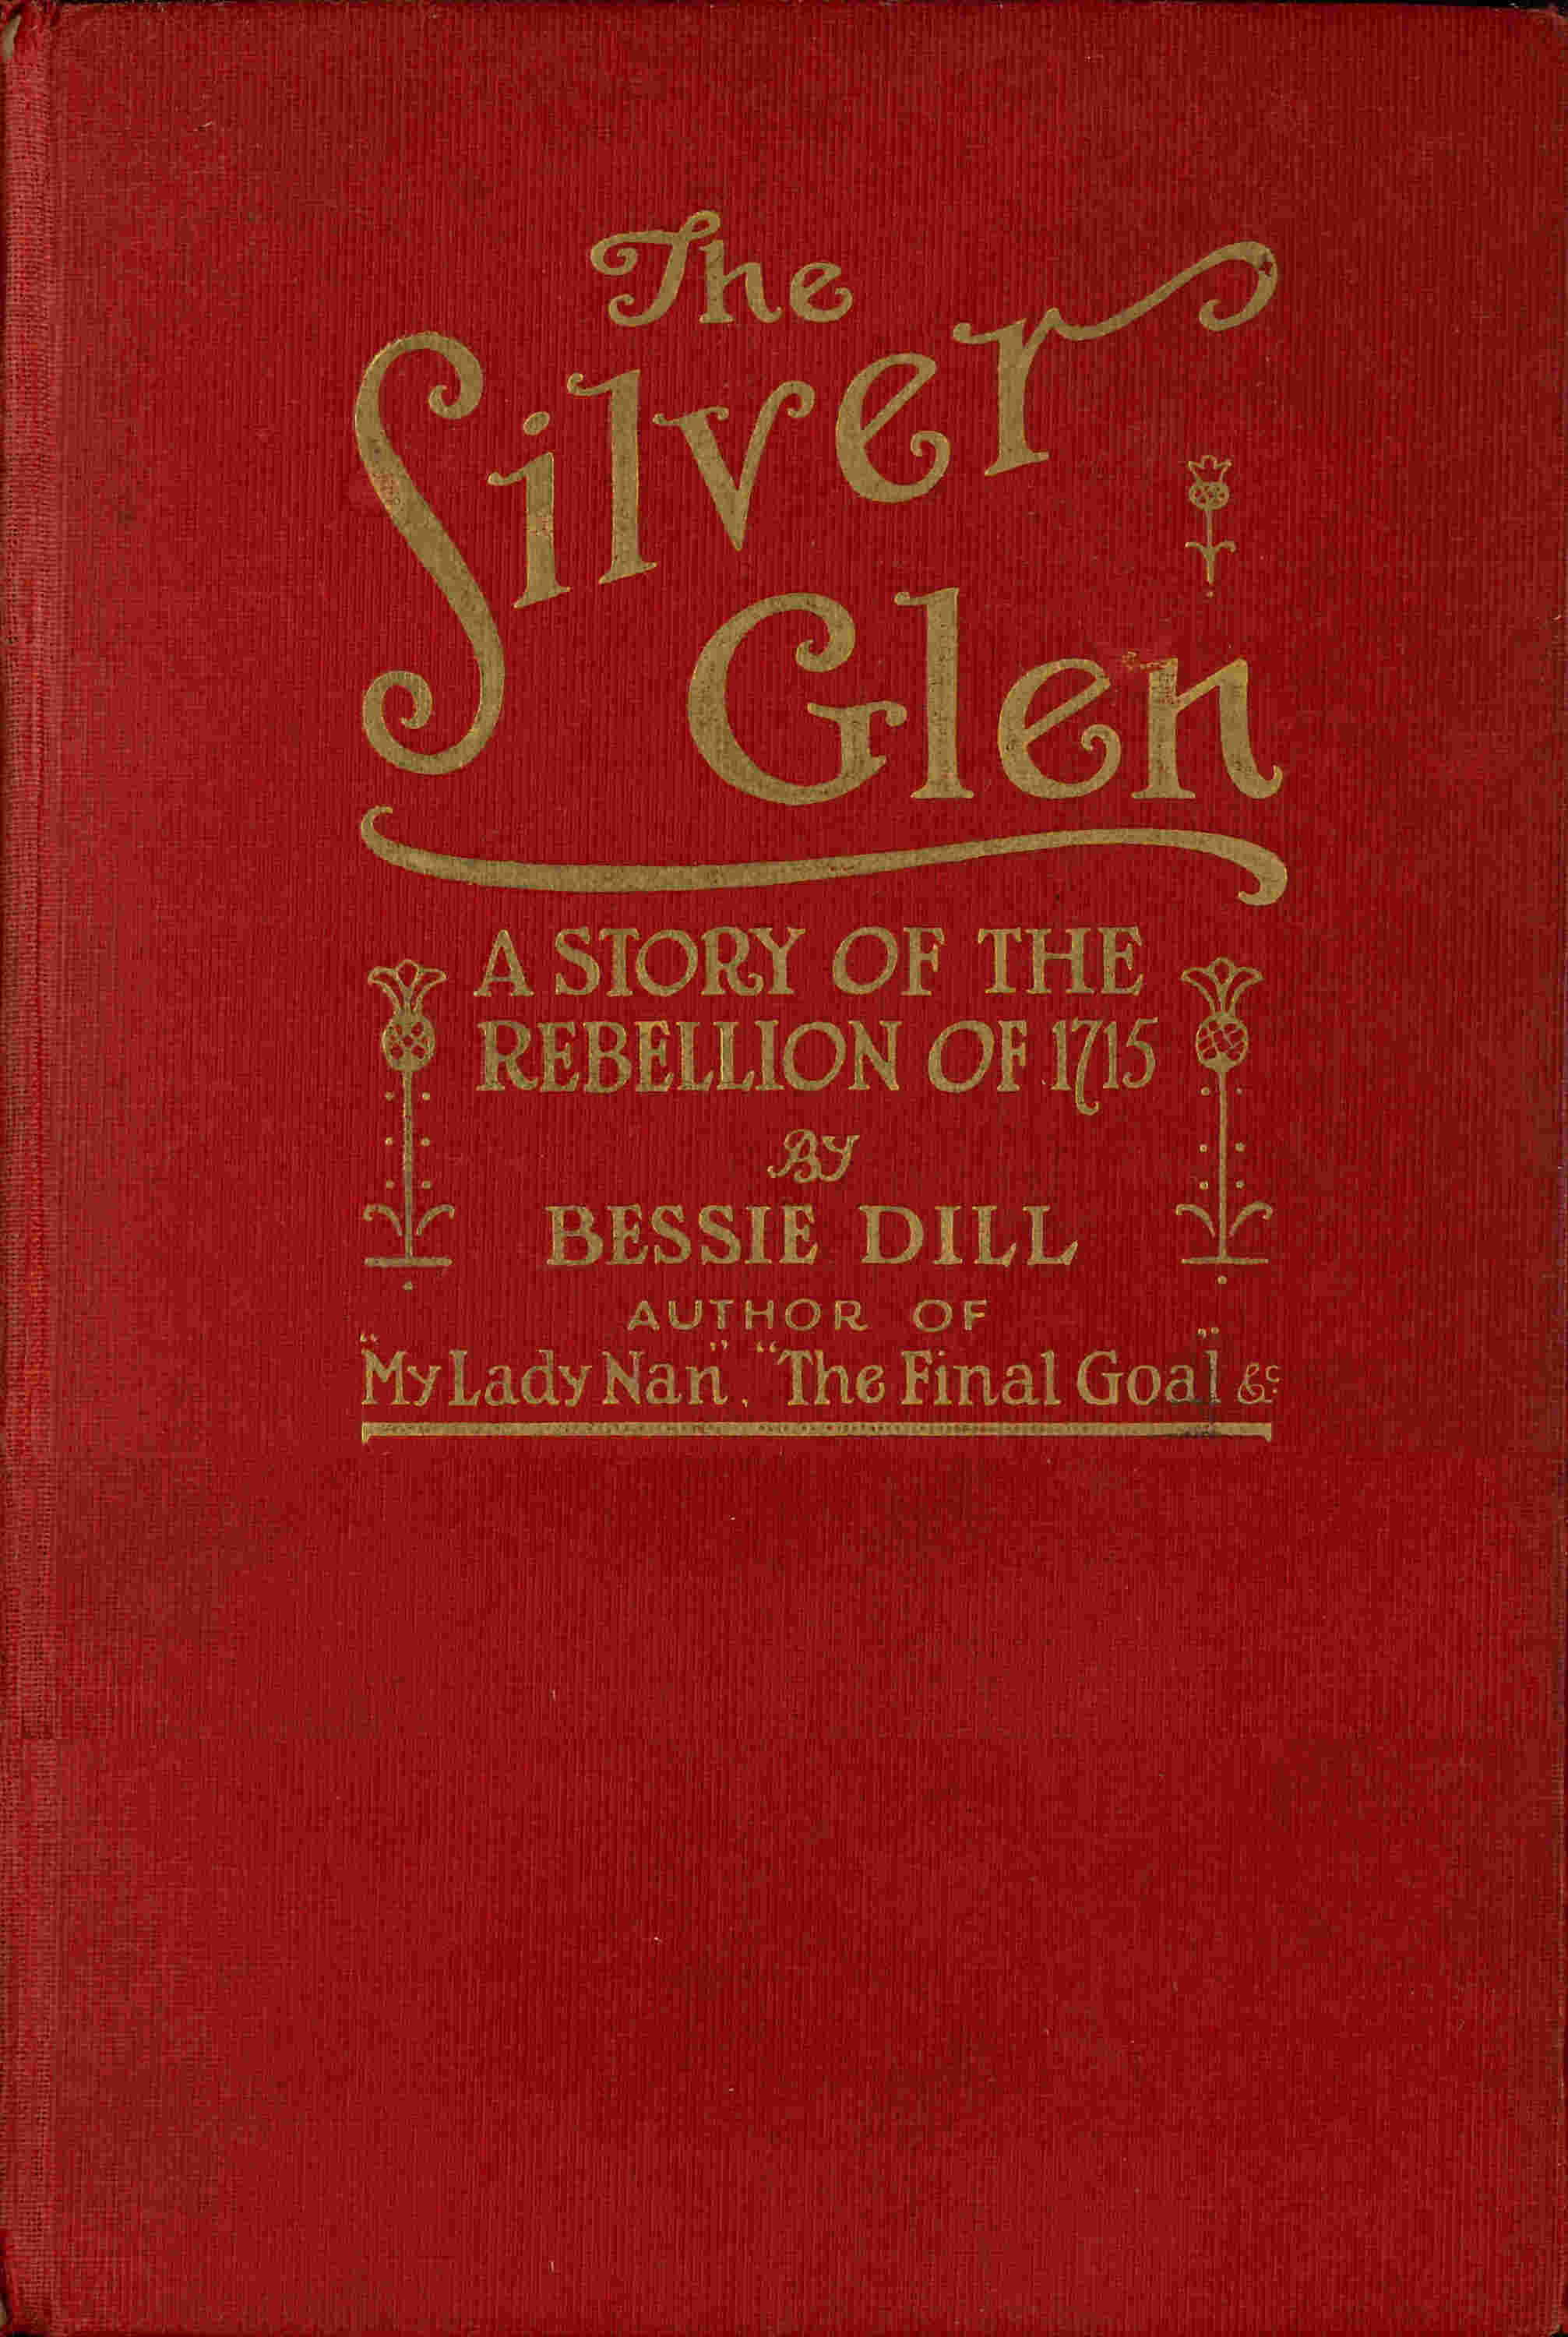 The
Silver
Glen
A STORY OF THE
REBELLION OF 1715
BY
BESSIE DILL
AUTHOR OF
"My Lady Nan", "The Final Goal" &c